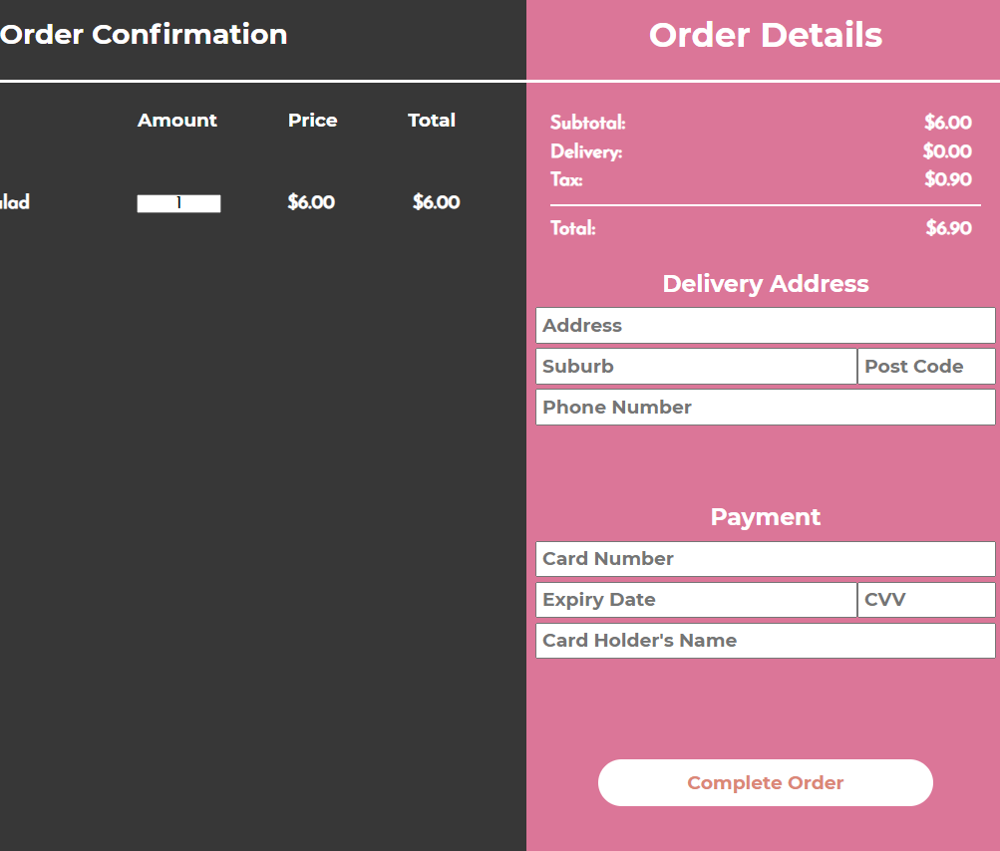 Order Confirmation
Amount Price Total
1 $6.00 $6.00
Order Details
Subtotal: $6.00
Delivery: $0.00
Tax: $0.90
Total: $6.90
Delivery Address
Address
Suburb Post Code
Phone Number
Payment
Card Number
Expiry Date CVV
Card Holder's Name
Complete Order